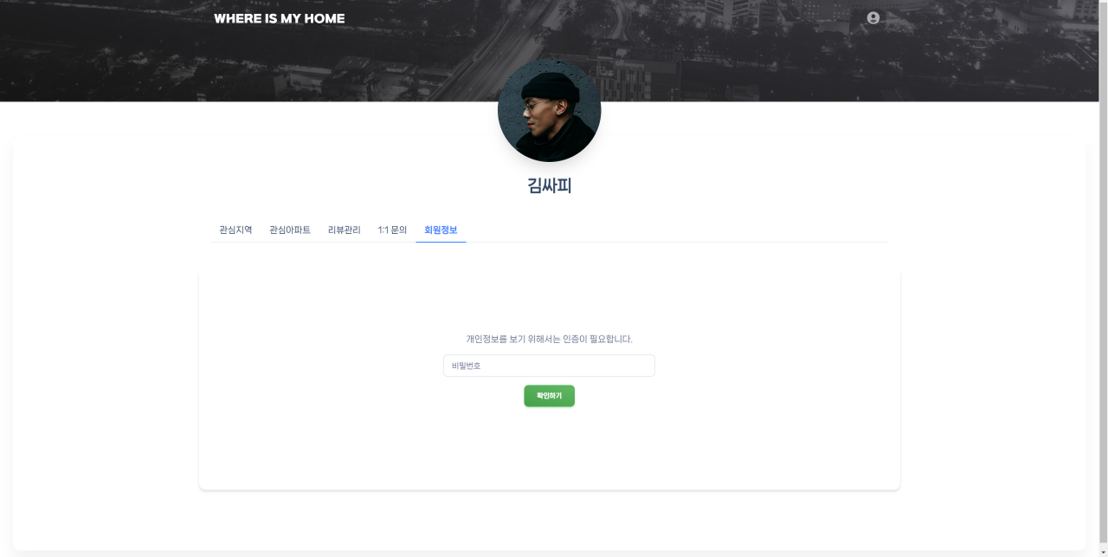 WHERE IS MY HOME
김싸피
관심지역 관심아파트 리뷰관리 1:1 문의 회원정보
개인정보를 보기 위해서는 인증이 필요합니다.
비밀번호
확인하기